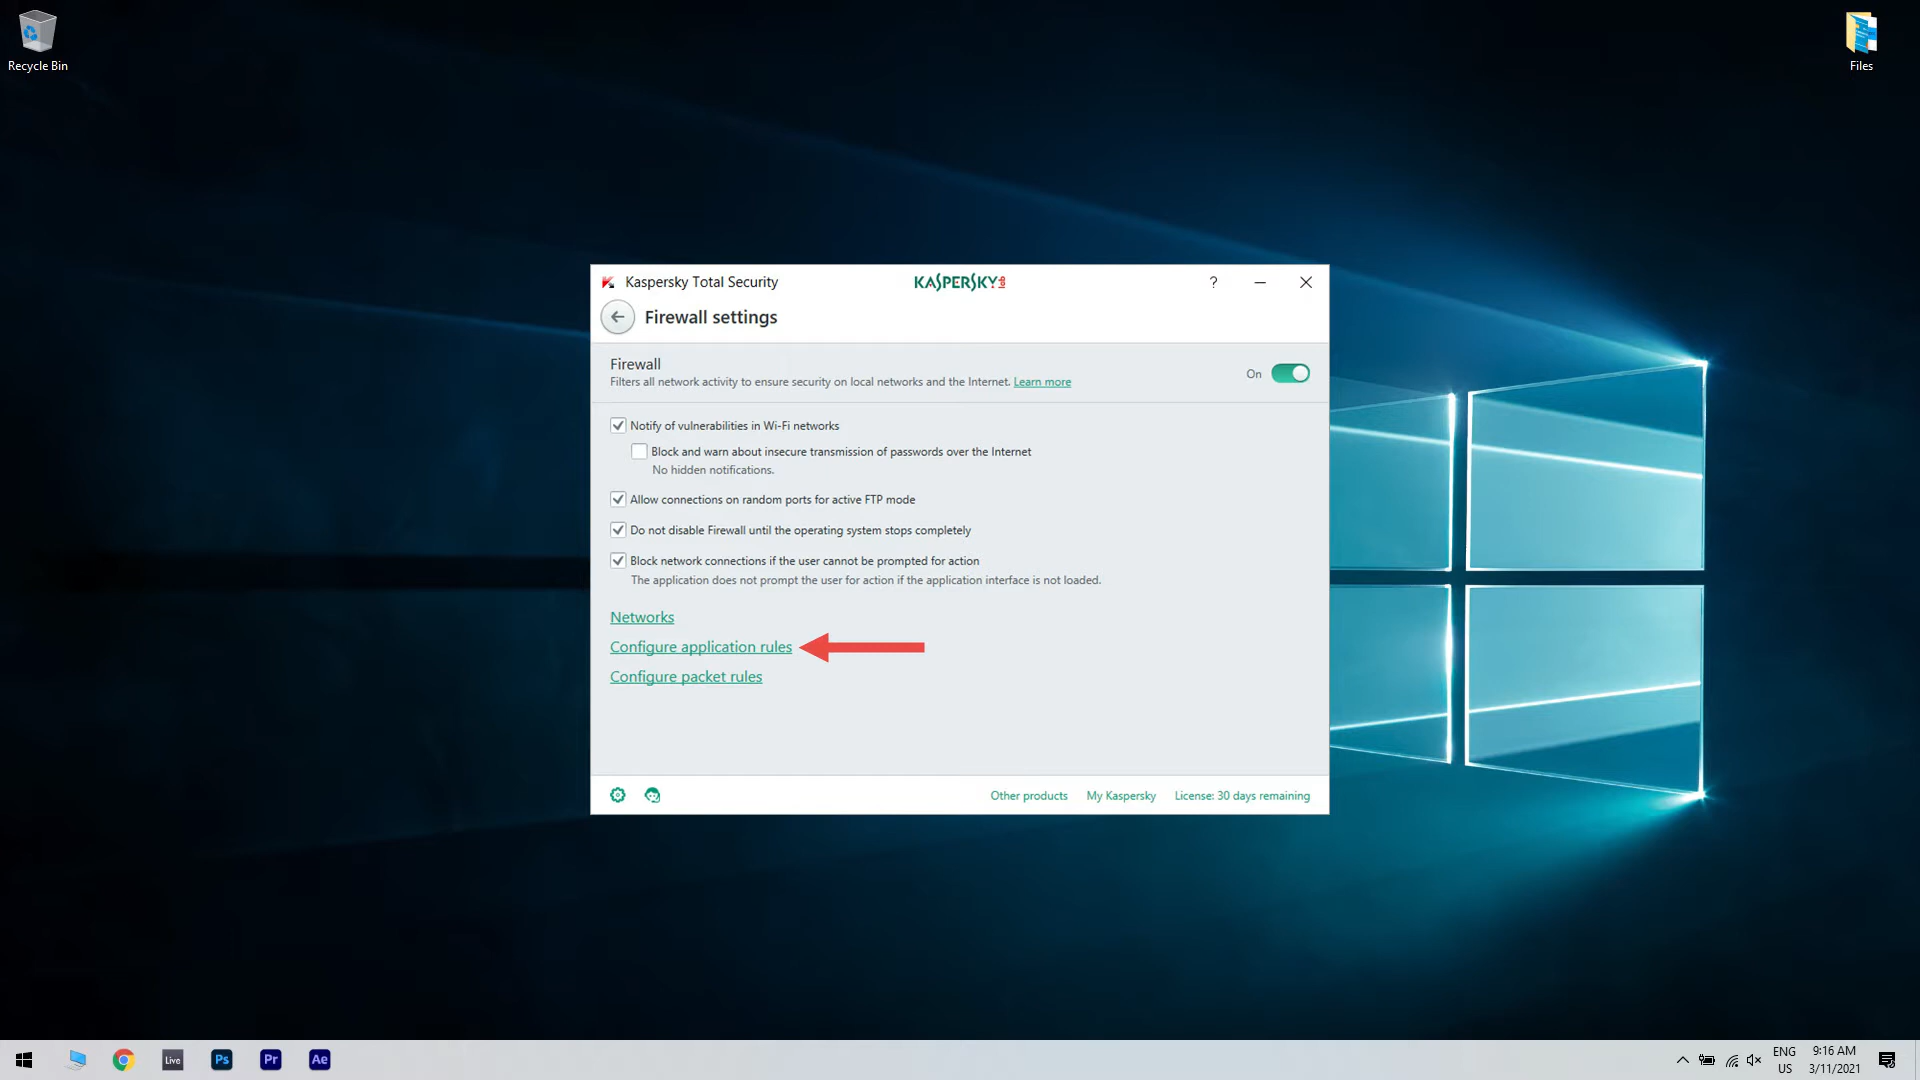 Recycle Bin
Files
Kaspersky Total Security
KASPERSKY lab
?
Firewall settings
Firewall
Filters all network activity to ensure security on local networks and the Internet. Learn more
On
Notify of vulnerabilities in Wi-Fi networks
Block and warn about insecure transmission of passwords over the Internet
No hidden notifications.
Allow connections on random ports for active FTP mode
Do not disable Firewall until the operating system stops completely
Block network connections if the user cannot be prompted for action
The application does not prompt the user for action if the application interface is not loaded.
Networks
Configure application rules
Configure packet rules
Other products
My Kaspersky
License: 30 days remaining
Live
Ps
Pr
Ae
ENG
US
9:16 AM
3/11/2021